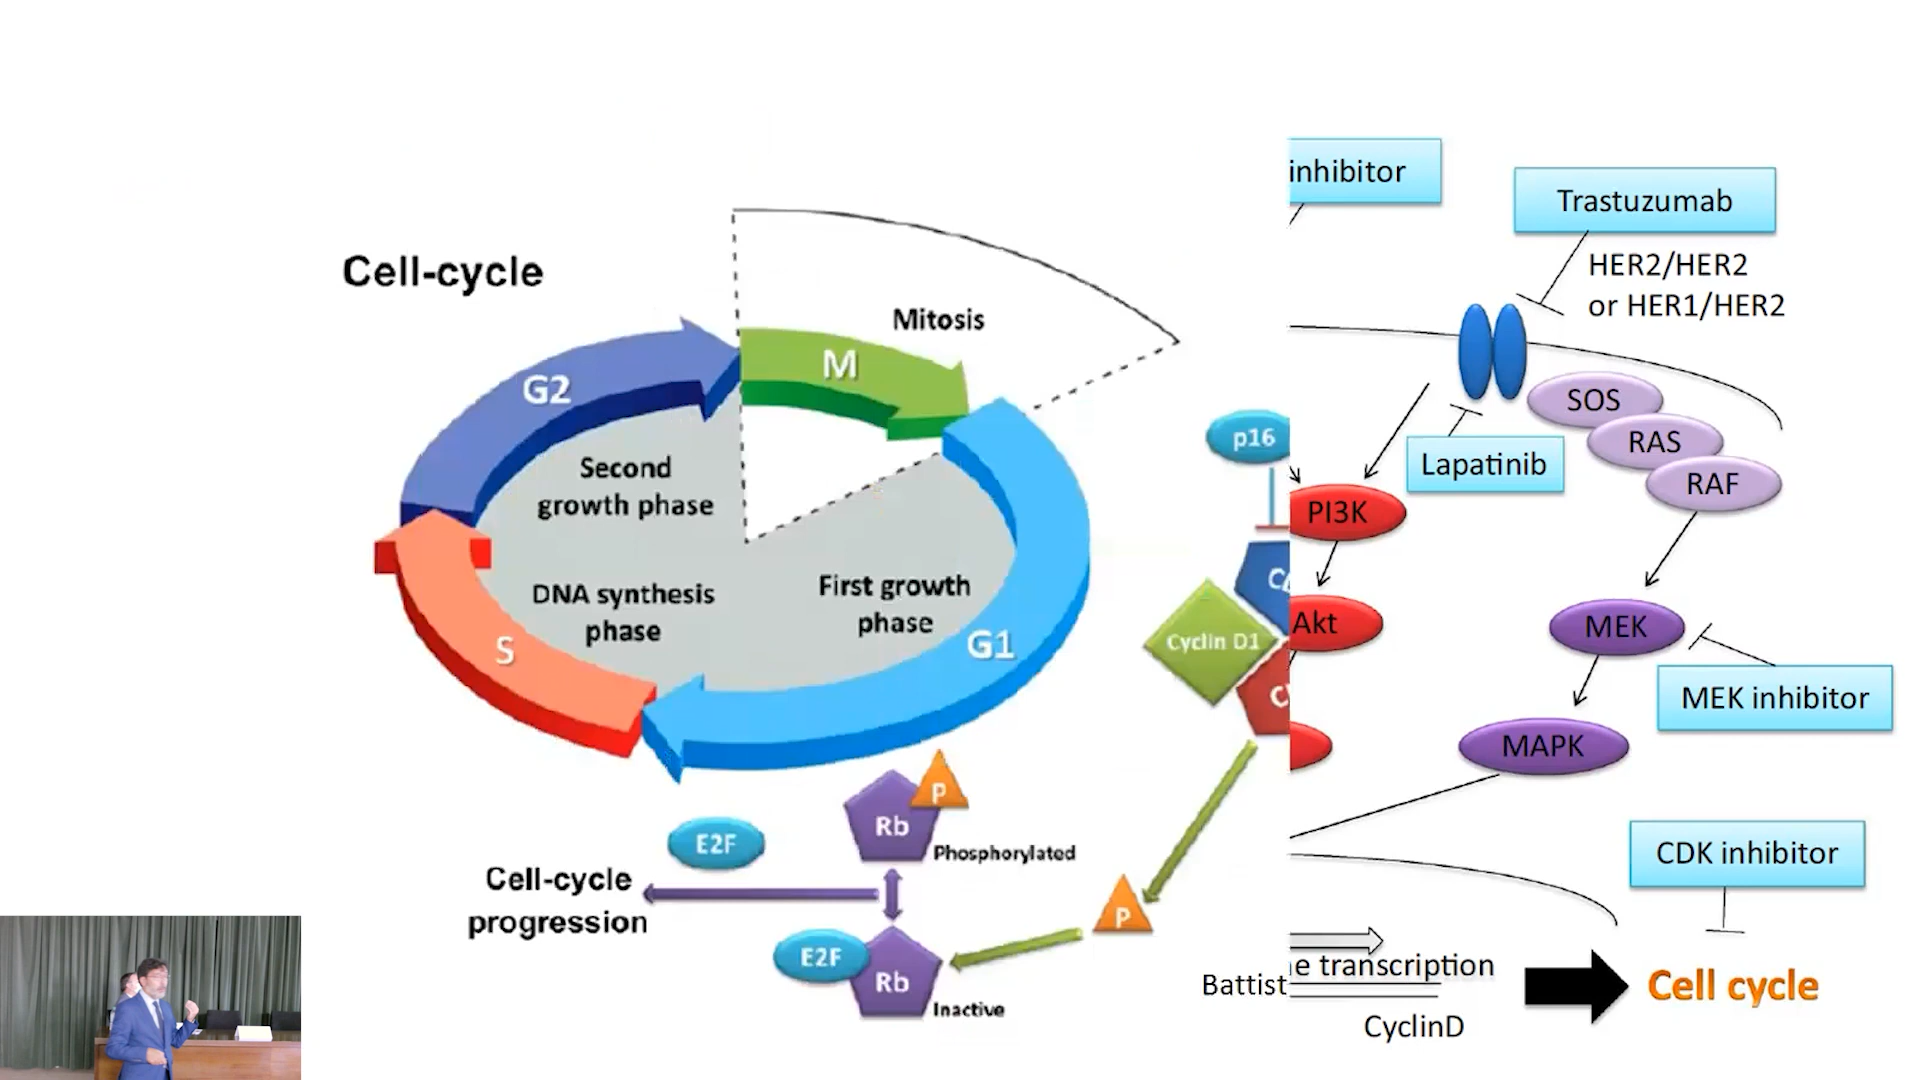 Cell-cycle
Mitosis
M
G2
Second
growth phase
DNA synthesis
phase
First growth
phase
G1
S
p16
Cyclin D1
P
Rb
Phosphorylated
E2F
Cell-cycle
progression
P
E2F
Rb
Inactive
Battist
inhibitor
Trastuzumab
HER2/HER2
or HER1/HER2
SOS
RAS
RAF
Lapatinib
PI3K
Akt
MEK
MEK inhibitor
MAPK
CDK inhibitor
e transcription
Cell cycle
CyclinD